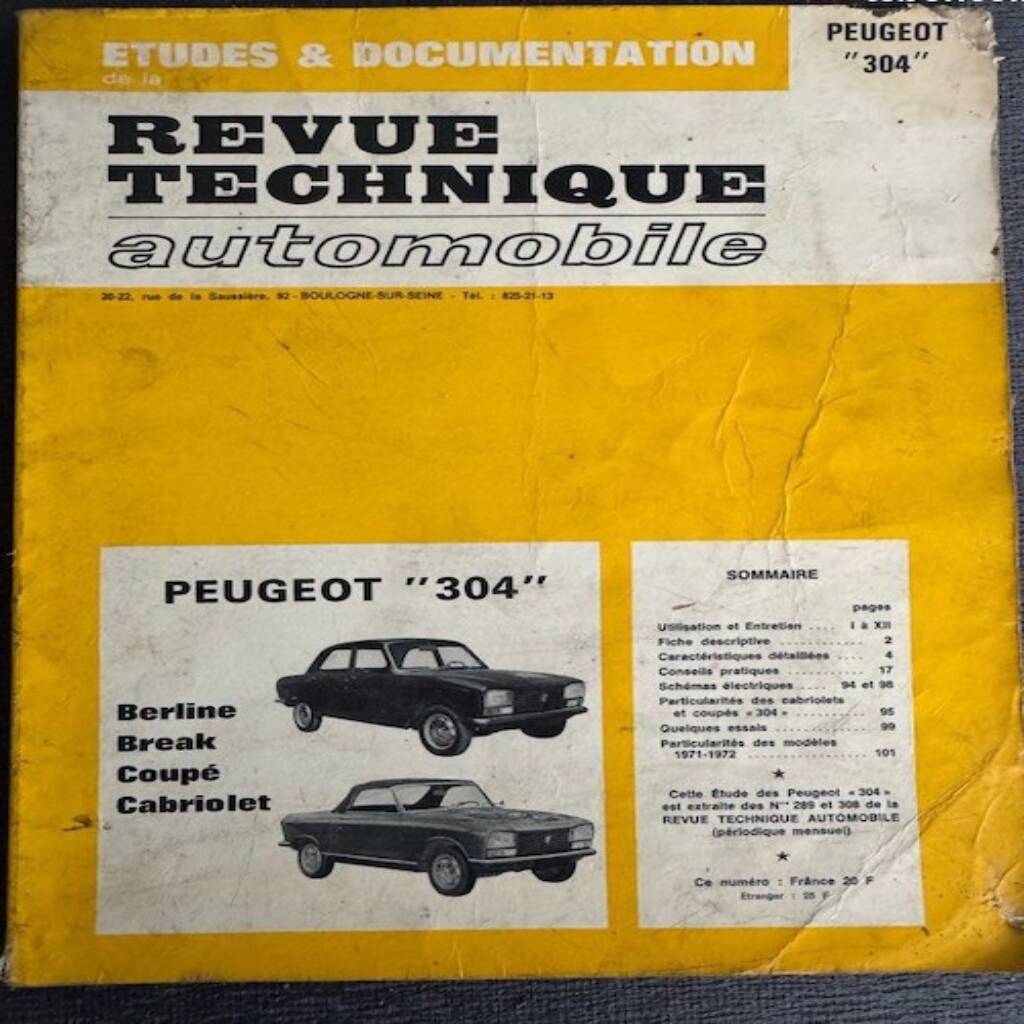 PEUGEOT
"304"
ETUDES & DOCUMENTATION
de la
REVUE
TECHNIQUE
automobile
20-22, rue de la Saussière, 92 - BOULOGNE-SUR-SEINE - Tél. : 825-21-13
PEUGEOT "304"
Berline
Break
Coupé
Cabriolet
SOMMAIRE
pages
Utilisation et Entretien .... I à XII
Fiche descriptive ............ 2
Caractéristiques détaillées .... 4
Conseils pratiques ........... 17
Schémas électriques .... 94 et 98
Particularités des cabriolets
et coupés « 304 » .......... 95
Quelques essais .............. 99
Particularités des modèles
1971-1972 ................ 101
★
Cette Étude des Peugeot « 304 »
est extraite des Nos 289 et 308 de la
REVUE TECHNIQUE AUTOMOBILE
(périodique mensuel)
★
Ce numéro : France 20 F
Etranger : 25 F